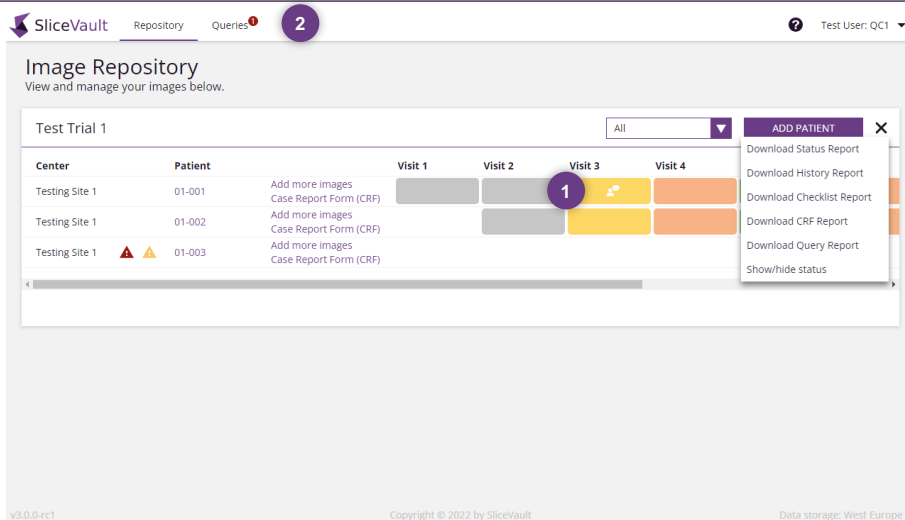 SliceVault Repository Queries 1 2 ? Test User: QC1
Image Repository
View and manage your images below.
Test Trial 1 All ADD PATIENT
Download Status Report
Center Patient Visit 1 Visit 2 Visit 3 Visit 4
Download History Report
Testing Site 1 01-001 Add more images 1
Case Report Form (CRF)
Download Checklist Report
Testing Site 1 01-002 Add more images
Case Report Form (CRF)
Download CRF Report
Download Query Report
Testing Site 1 01-003 Add more images
Case Report Form (CRF)
Show/hide status
v3.0.0-rc1 Copyright © 2022 by SliceVault Data storage: West Europe